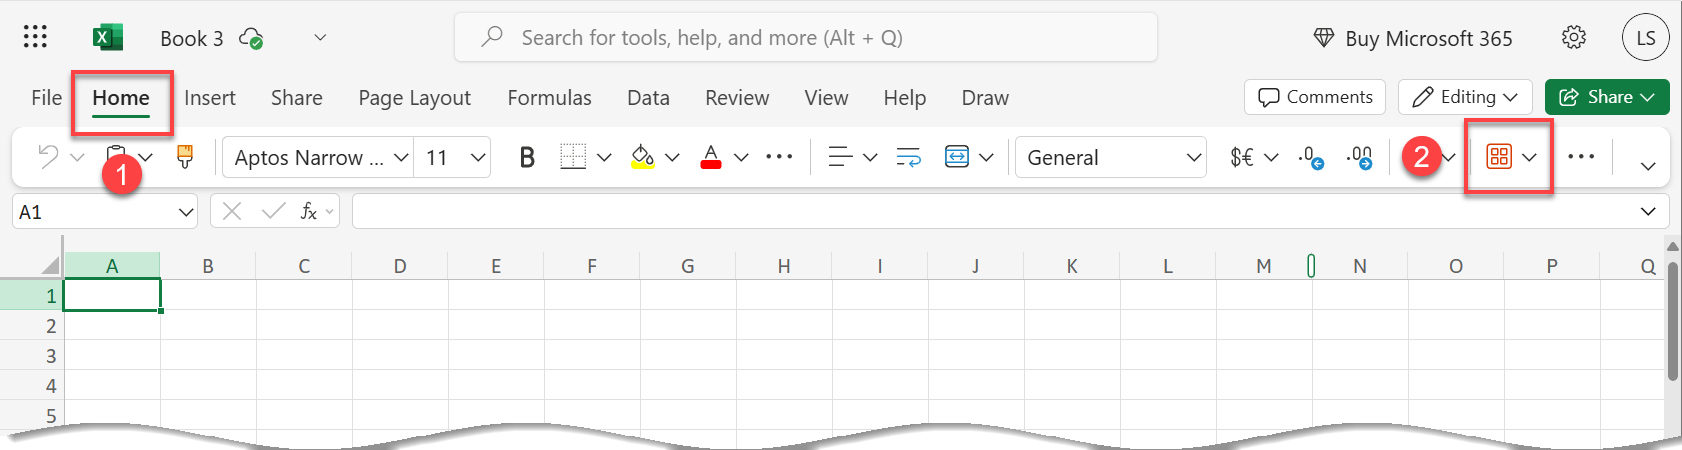 Book 3
Search for tools, help, and more (Alt + Q)
Buy Microsoft 365
LS
File Home Insert Share Page Layout Formulas Data Review View Help Draw
Comments Editing Share
1
Aptos Narrow ... 11 B A General $€ .0 .00
2
A1 fx
A B C D E F G H I J K L M N O P Q
1
2
3
4
5